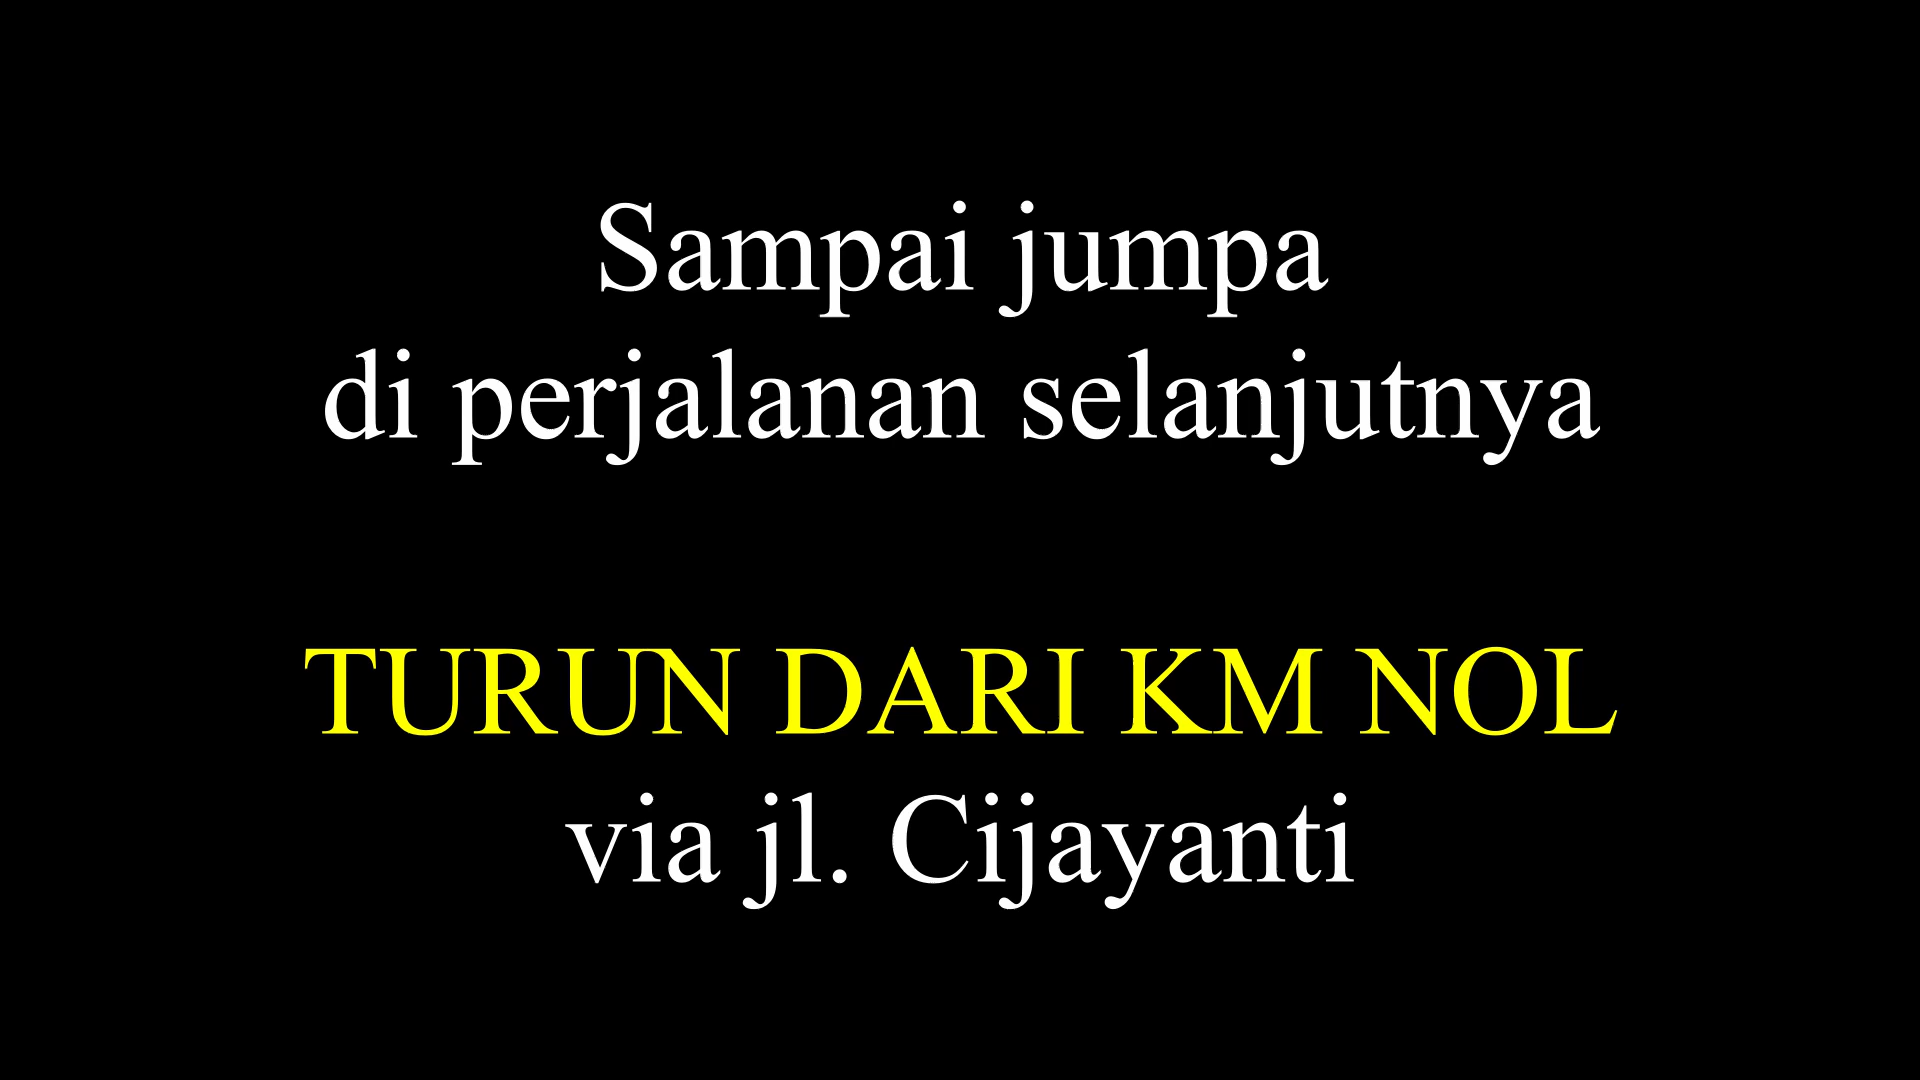 Sampai jumpa
di perjalanan selanjutnya
TURUN DARI KM NOL
via jl. Cijayanti